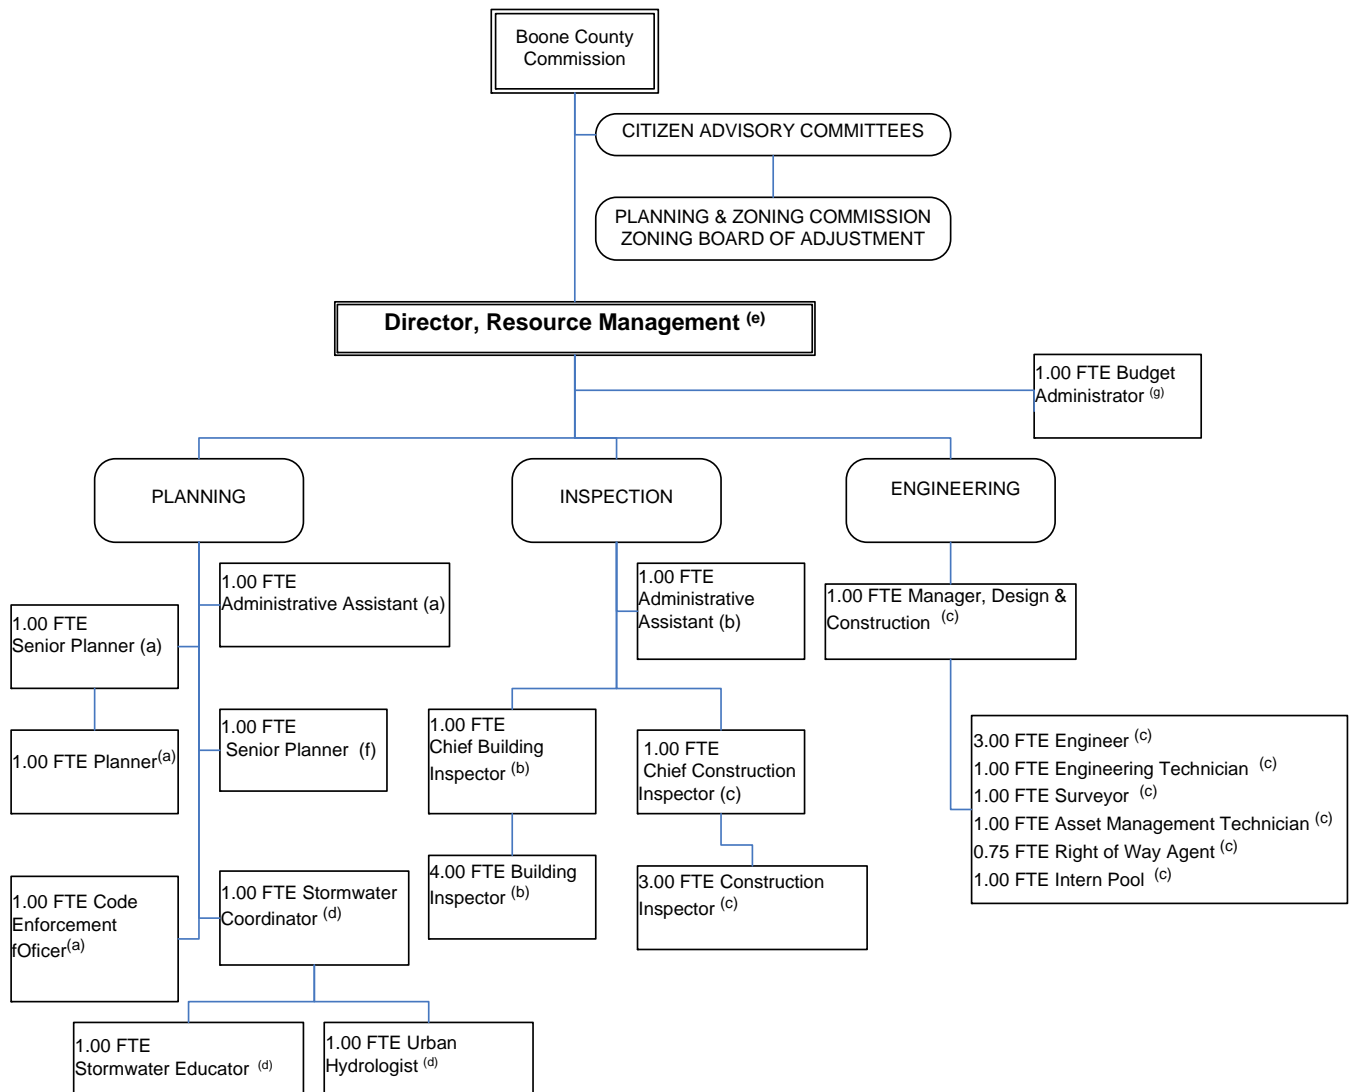 Boone County
Commission
CITIZEN ADVISORY COMMITTEES
PLANNING & ZONING COMMISSION
ZONING BOARD OF ADJUSTMENT
Director, Resource Management (e)
1.00 FTE Budget
Administrator (g)
PLANNING
INSPECTION
ENGINEERING
1.00 FTE
Administrative Assistant (a)
1.00 FTE
Senior Planner (a)
1.00 FTE Planner(a)
1.00 FTE
Senior Planner (f)
1.00 FTE Code
Enforcement
fOficer(a)
1.00 FTE Stormwater
Coordinator (d)
1.00 FTE
Stormwater Educator (d)
1.00 FTE Urban
Hydrologist (d)
1.00 FTE
Administrative
Assistant (b)
1.00 FTE
Chief Building
Inspector (b)
4.00 FTE Building
Inspector (b)
1.00 FTE
Chief Construction
Inspector (c)
3.00 FTE Construction
Inspector (c)
1.00 FTE Manager, Design &
Construction (c)
3.00 FTE Engineer (c)
1.00 FTE Engineering Technician (c)
1.00 FTE Surveyor (c)
1.00 FTE Asset Management Technician (c)
0.75 FTE Right of Way Agent (c)
1.00 FTE Intern Pool (c)